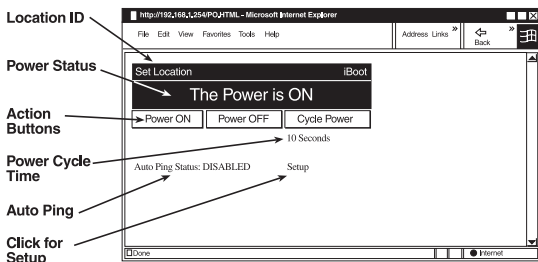 Location ID
Power Status
Action
Buttons
Power Cycle
Time
Auto Ping
Click for
Setup
http://192.168.1.254/PO.HTML - Microsoft Internet Explorer
File Edit View Favorites Tools Help
Address Links »
Back »
Set Location iBoot
The Power is ON
Power ON Power OFF Cycle Power
10 Seconds
Auto Ping Status: DISABLED Setup
Done Internet